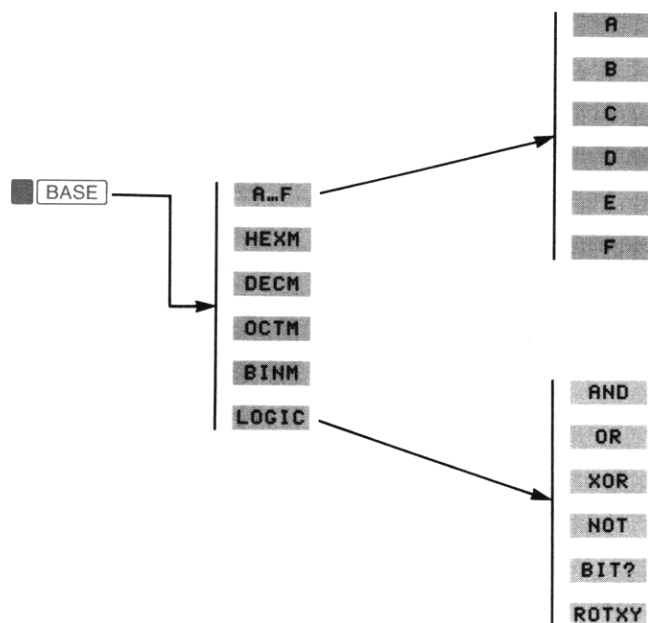 BASE
A…F
HEXM
DECM
OCTM
BINM
LOGIC
A
B
C
D
E
F
AND
OR
XOR
NOT
BIT?
ROTXY